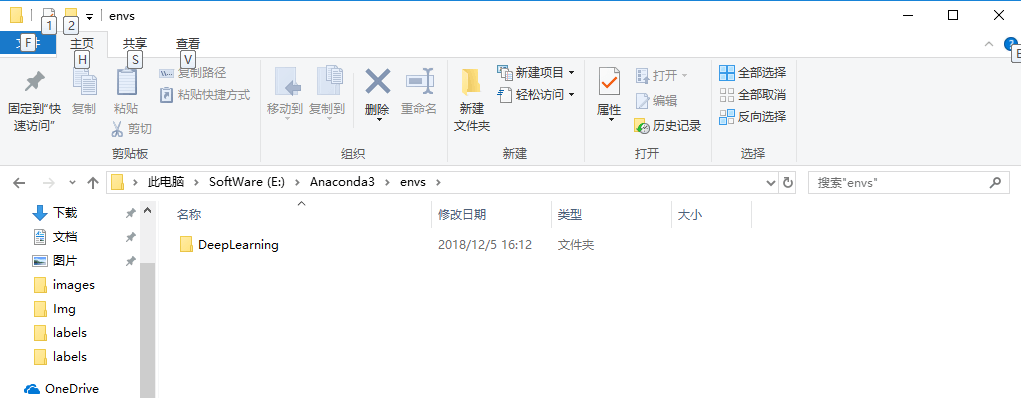 1 2 envs
文件 主页 共享 查看
F H S V E
固定到“快速访问” 复制 粘贴 复制路径 粘贴快捷方式 剪切
移动到 复制到 删除 重命名
新建文件夹 新建项目 轻松访问
属性 打开 编辑 历史记录
全部选择 全部取消 反向选择
剪贴板 组织 新建 打开 选择
此电脑 SoftWare (E:) Anaconda3 envs 搜索"envs"
名称 修改日期 类型 大小
DeepLearning 2018/12/5 16:12 文件夹
下载
文档
图片
images
Img
labels
labels
OneDrive